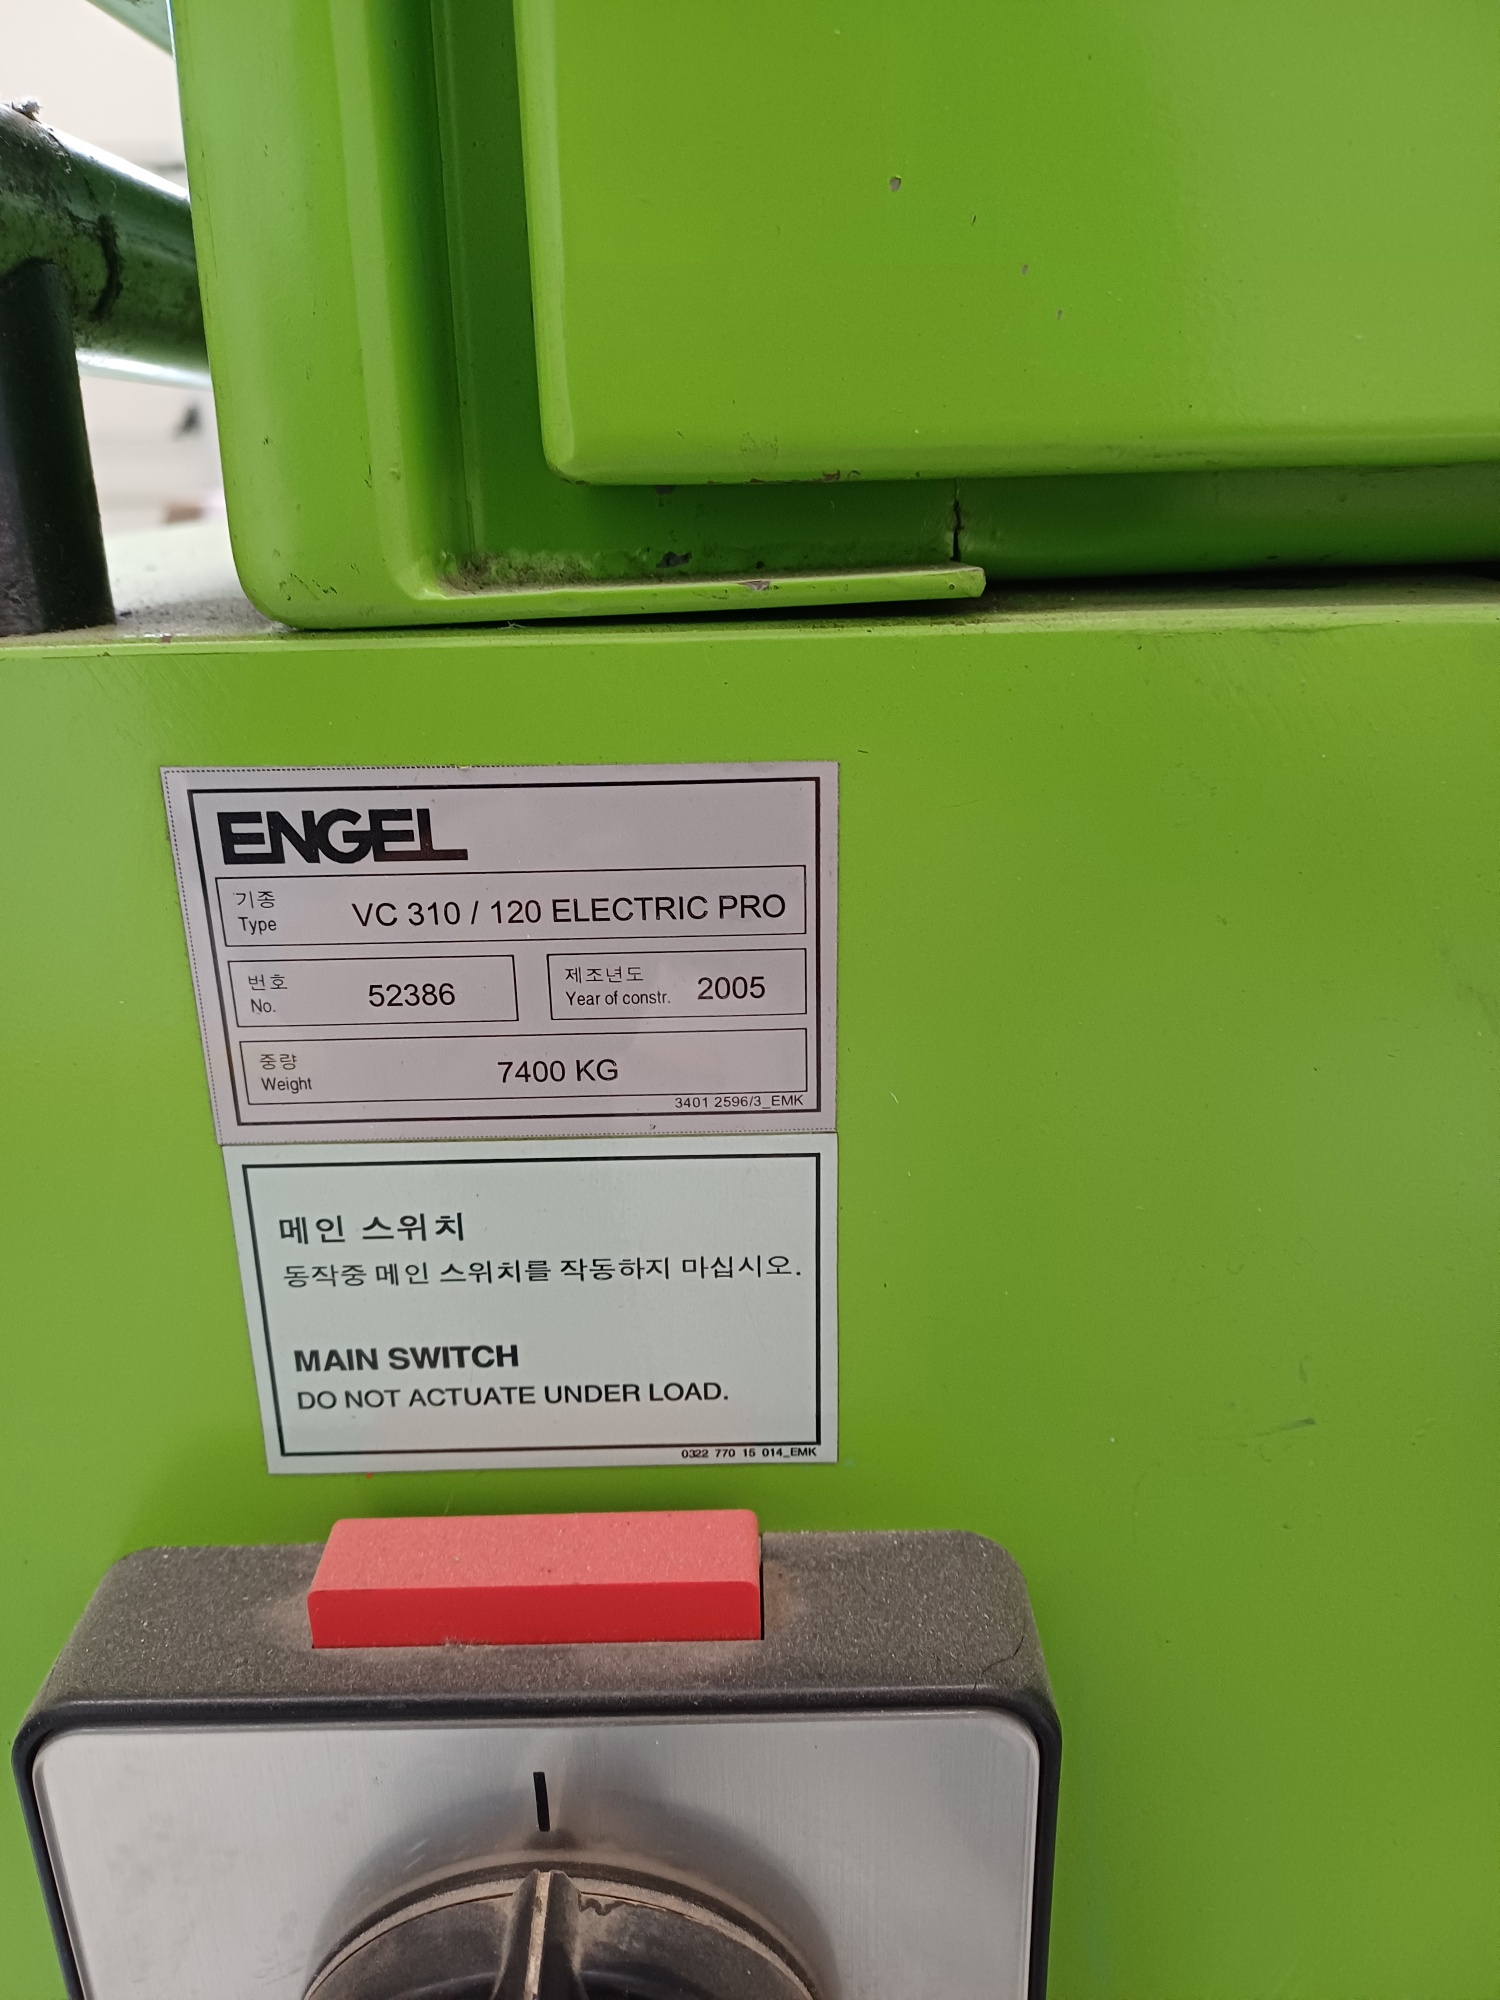 ENGEL
기종
Type
VC 310 / 120 ELECTRIC PRO
번호
No.
52386
제조년도
Year of constr.
2005
중량
Weight
7400 KG
3401 2596/3_EMK
메인 스위치
동작중 메인 스위치를 작동하지 마십시오.
MAIN SWITCH
DO NOT ACTUATE UNDER LOAD.
0322 770 15 014_EMK
I